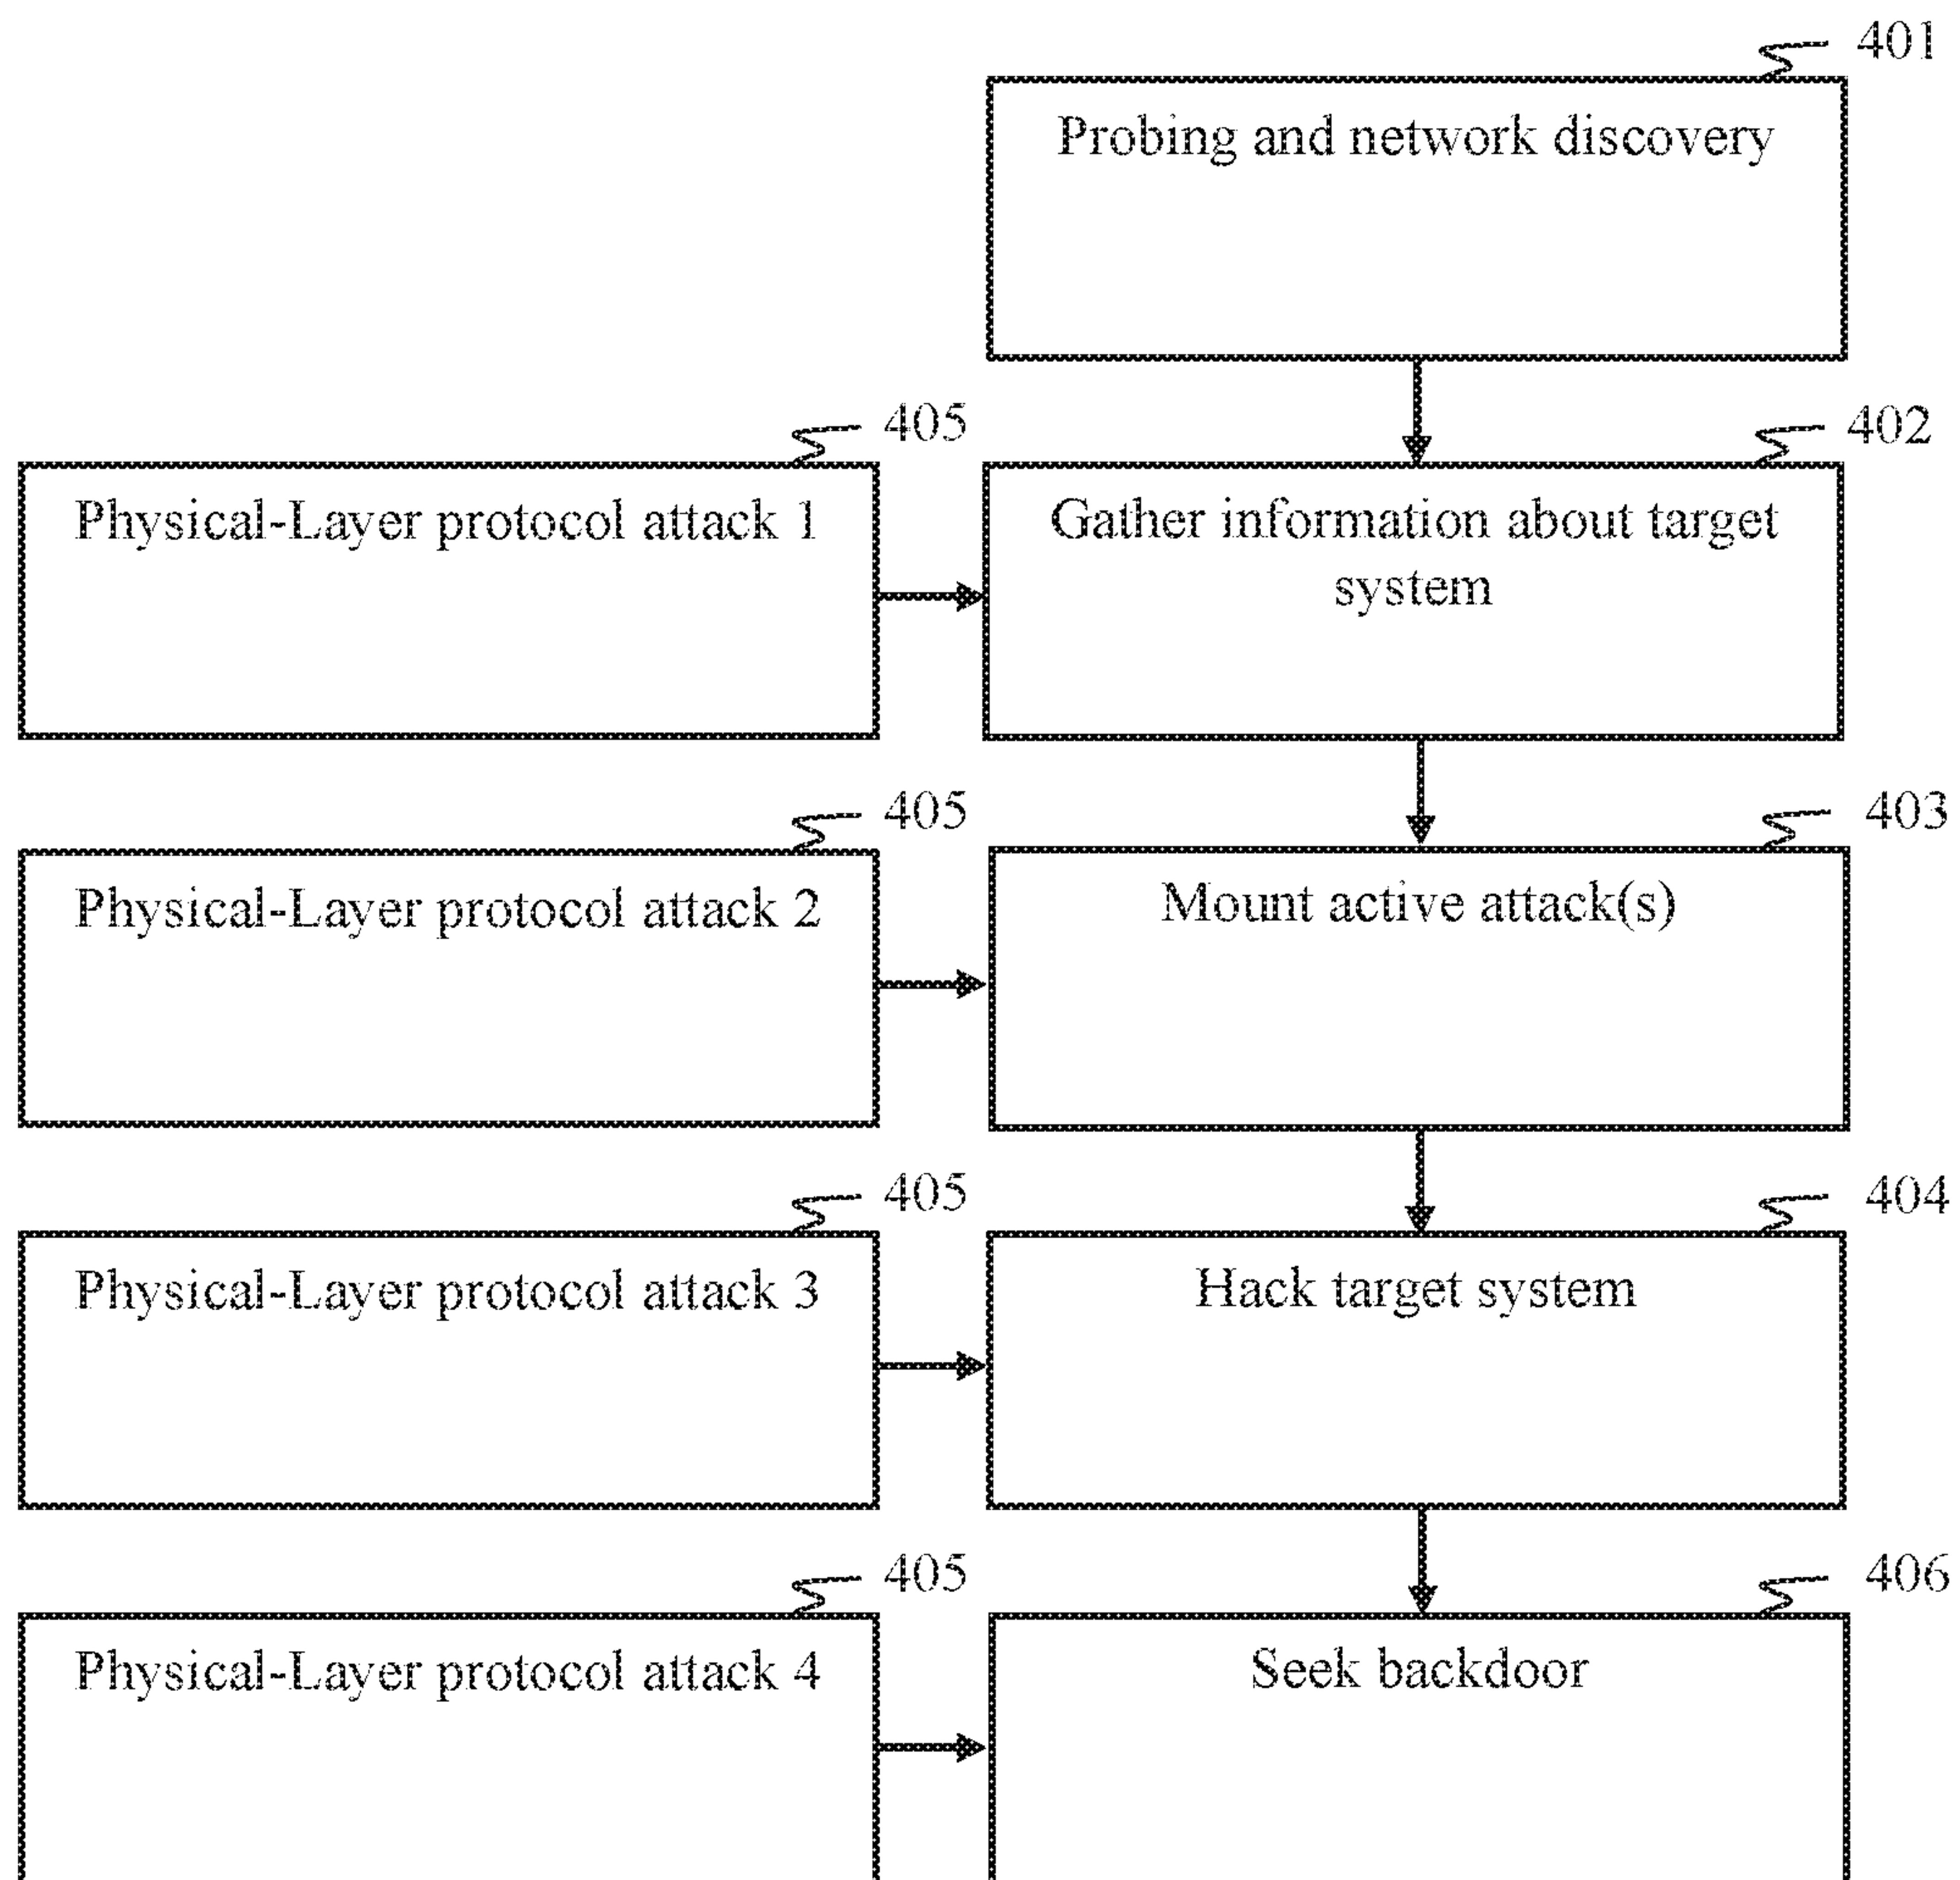 401
Probing and network discovery
405
402
Physical-Layer protocol attack 1
Gather information about target
system
405
403
Physical-Layer protocol attack 2
Mount active attack(s)
405
404
Physical-Layer protocol attack 3
Hack target system
405
406
Physical-Layer protocol attack 4
Seek backdoor